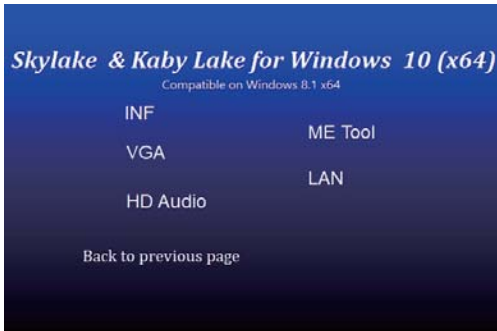 Skylake & Kaby Lake for Windows 10 (x64)
Compatible on Windows 8.1 x64
INF
ME Tool
VGA
LAN
HD Audio
Back to previous page